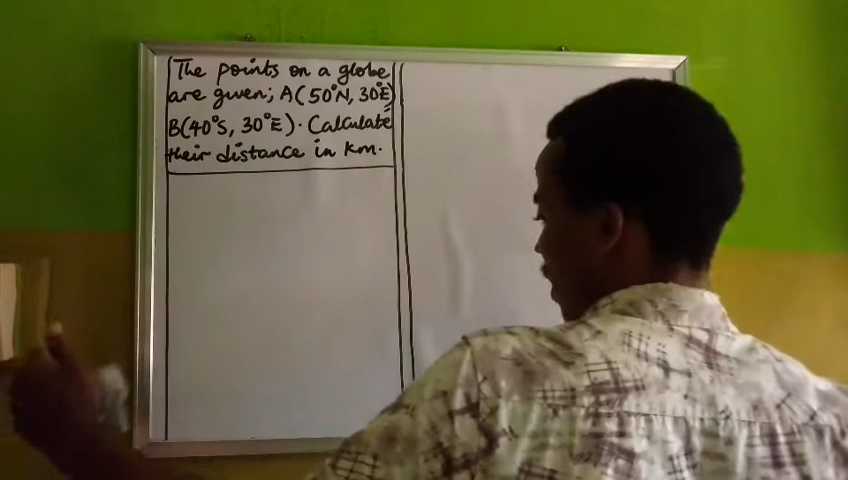 The points on a globe
are given; A(50°N, 30°E)
B(40°S, 30°E). Calculate
their distance in km.